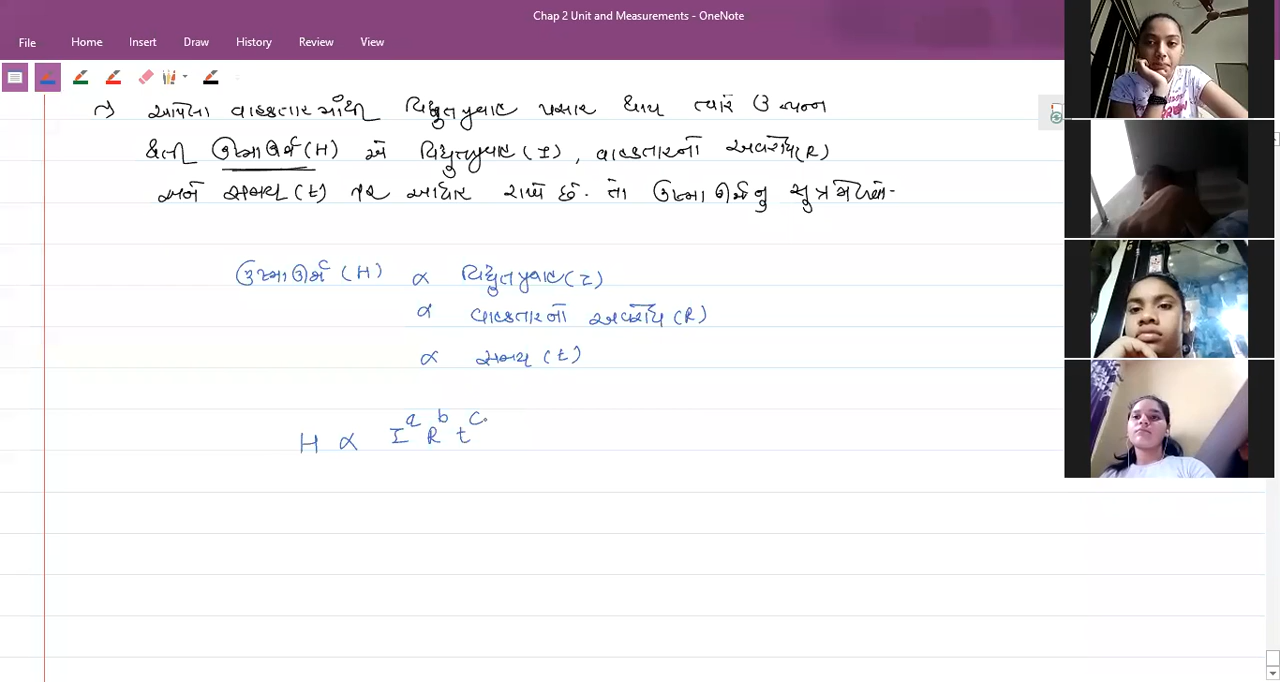 Chap 2 Unit and Measurements - OneNote
File Home Insert Draw History Review View
→ આપેલા વાહકતારમાંથી વિદ્યુતપ્રવાહ પસાર થાય ત્યારે ઉત્પન્ન
થતી ઉષ્માઊર્જા (H) એ વિદ્યુતપ્રવાહ (I), વાહકતારનો અવરોધ (R)
અને સમય (t) પર આધાર રાખે છે. તો ઉષ્માઊર્જાનુ સુત્ર મેળવો.
ઉષ્માઊર્જા (H) ∝ વિદ્યુતપ્રવાહ (I)
∝ વાહકતારનો અવરોધ (R)
∝ સમય (t)
H ∝ I^a R^b t^c